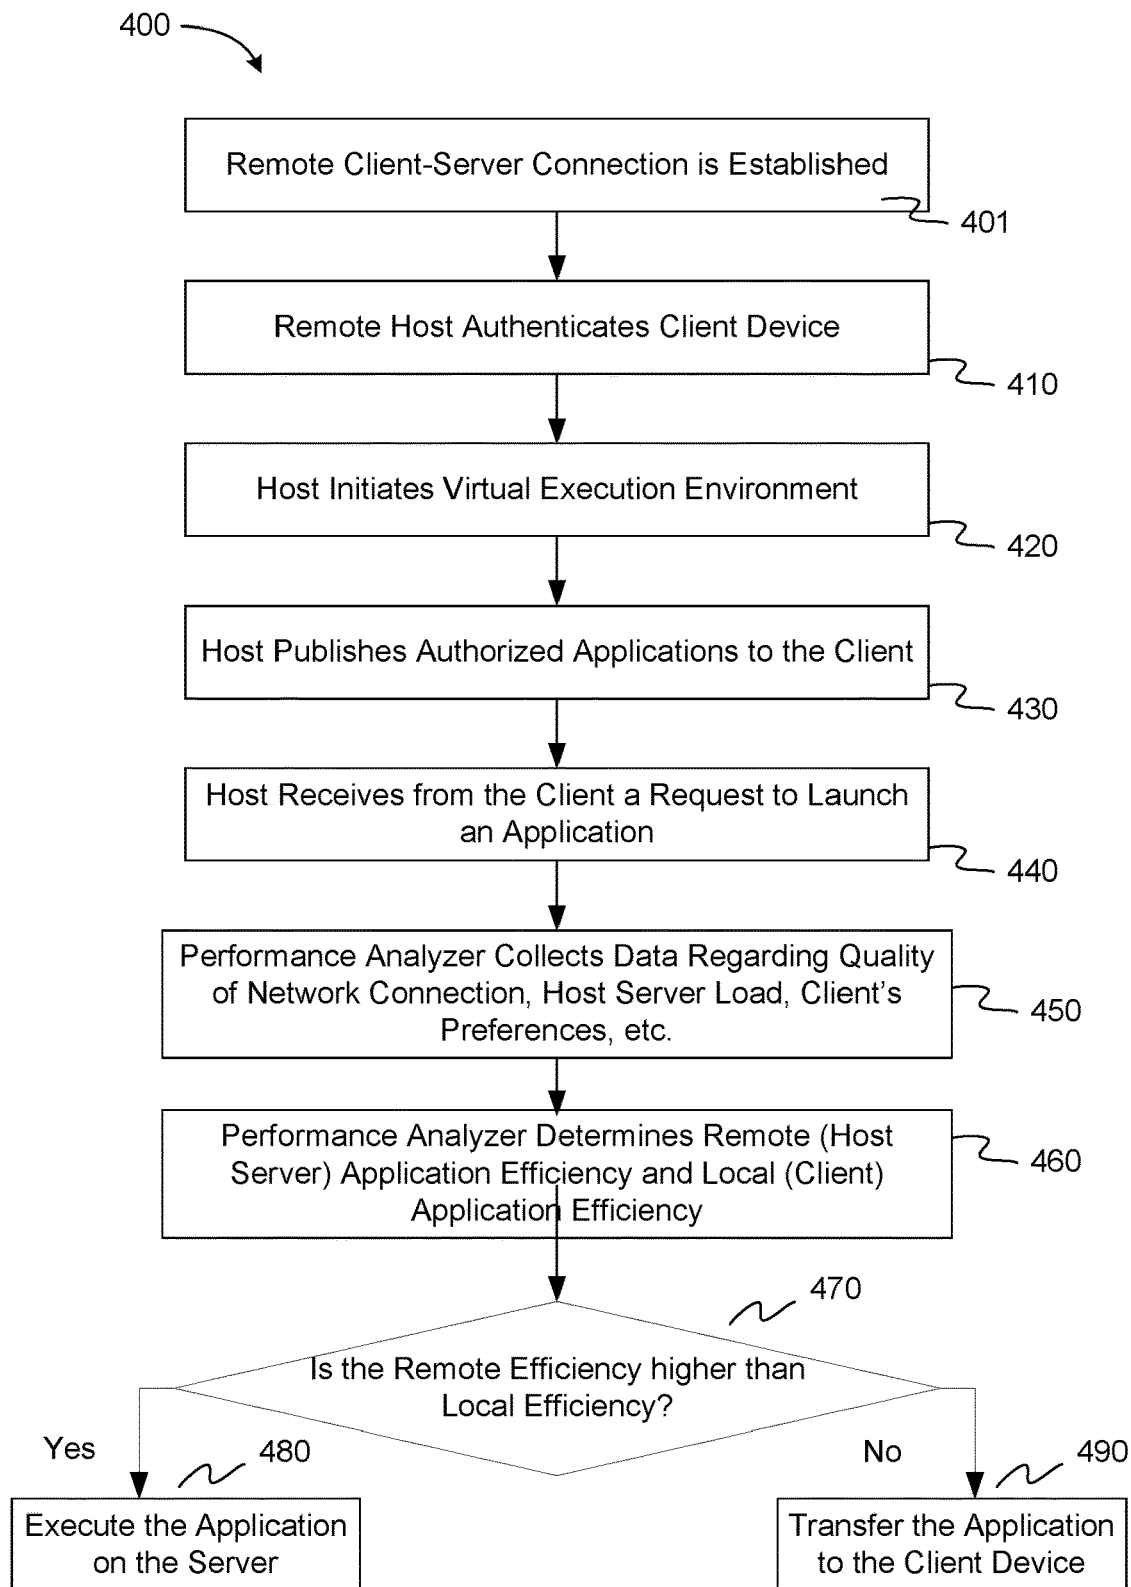 400
Remote Client-Server Connection is Established
401
Remote Host Authenticates Client Device
410
Host Initiates Virtual Execution Environment
420
Host Publishes Authorized Applications to the Client
430
Host Receives from the Client a Request to Launch
an Application
440
Performance Analyzer Collects Data Regarding Quality
of Network Connection, Host Server Load, Client's
Preferences, etc.
450
Performance Analyzer Determines Remote (Host
Server) Application Efficiency and Local (Client)
Application Efficiency
460
470
Is the Remote Efficiency higher than
Local Efficiency?
Yes
480
No
490
Execute the Application
on the Server
Transfer the Application
to the Client Device